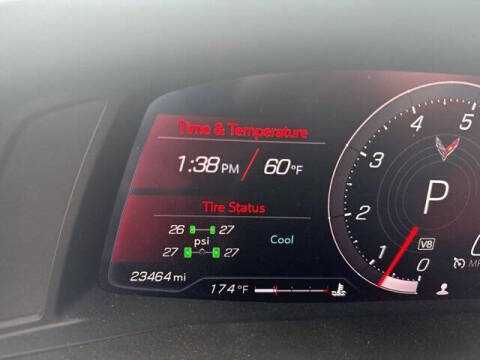 Time & Temperature
1:38 PM / 60°F
Tire Status
26 27
psi Cool
27 27
23464 mi
174°F
5
4
3
2
1
0
P
V8